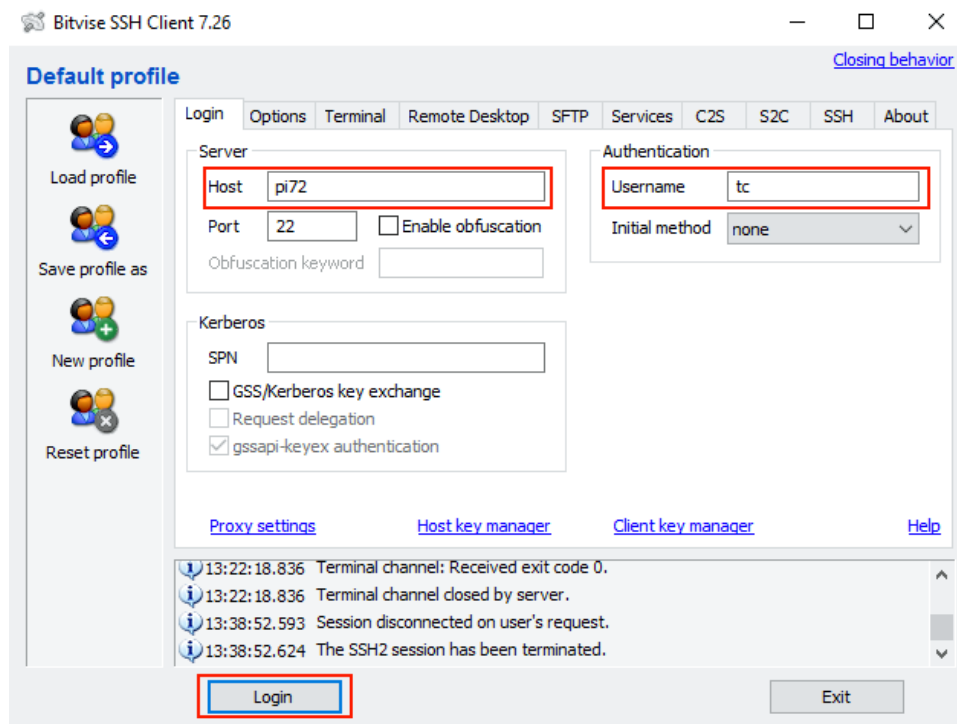 Bitvise SSH Client 7.26
Closing behavior
Default profile
Load profile
Save profile as
New profile
Reset profile
Login Options Terminal Remote Desktop SFTP Services C2S S2C SSH About
Server
Host pi72
Port 22 Enable obfuscation
Obfuscation keyword
Authentication
Username tc
Initial method none
Kerberos
SPN
GSS/Kerberos key exchange
Request delegation
gssapi-keyex authentication
Proxy settings Host key manager Client key manager Help
13:22:18.836 Terminal channel: Received exit code 0.
13:22:18.836 Terminal channel closed by server.
13:38:52.593 Session disconnected on user's request.
13:38:52.624 The SSH2 session has been terminated.
Login Exit